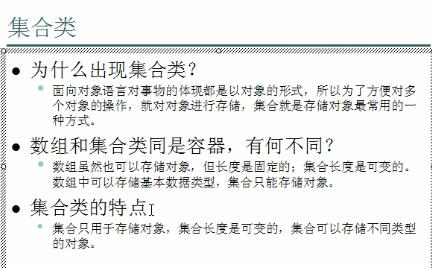 集合类
为什么出现集合类？
面向对象语言对事物的体现都是以对象的形式，所以为了方便对多
个对象的操作，就对对象进行存储，集合就是存储对象最常用的一
种方式。
数组和集合类同是容器，有何不同？
数组虽然也可以存储对象，但长度是固定的；集合长度是可变的。
数组中可以存储基本数据类型，集合只能存储对象。
集合类的特点
集合只用于存储对象，集合长度是可变的，集合可以存储不同类型
的对象。